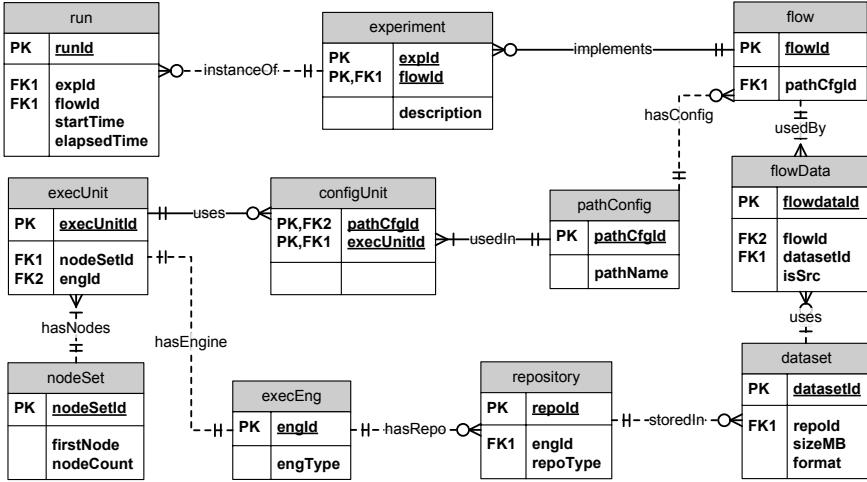 run
PK runId
FK1 expId
FK1 flowId
startTime
elapsedTime
instanceOf
experiment
PK expId
PK,FK1 flowId
description
implements
flow
PK flowId
FK1 pathCfgId
hasConfig
usedBy
execUnit
PK execUnitId
FK1 nodeSetId
FK2 engId
uses
configUnit
PK,FK2 pathCfgId
PK,FK1 execUnitId
usedIn
pathConfig
PK pathCfgId
pathName
flowData
PK flowdataId
FK2 flowId
FK1 datasetId
isSrc
hasNodes
hasEngine
uses
nodeSet
PK nodeSetId
firstNode
nodeCount
execEng
PK engId
engType
hasRepo
repository
PK repoId
FK1 engId
repoType
storedIn
dataset
PK datasetId
FK1 repoId
sizeMB
format